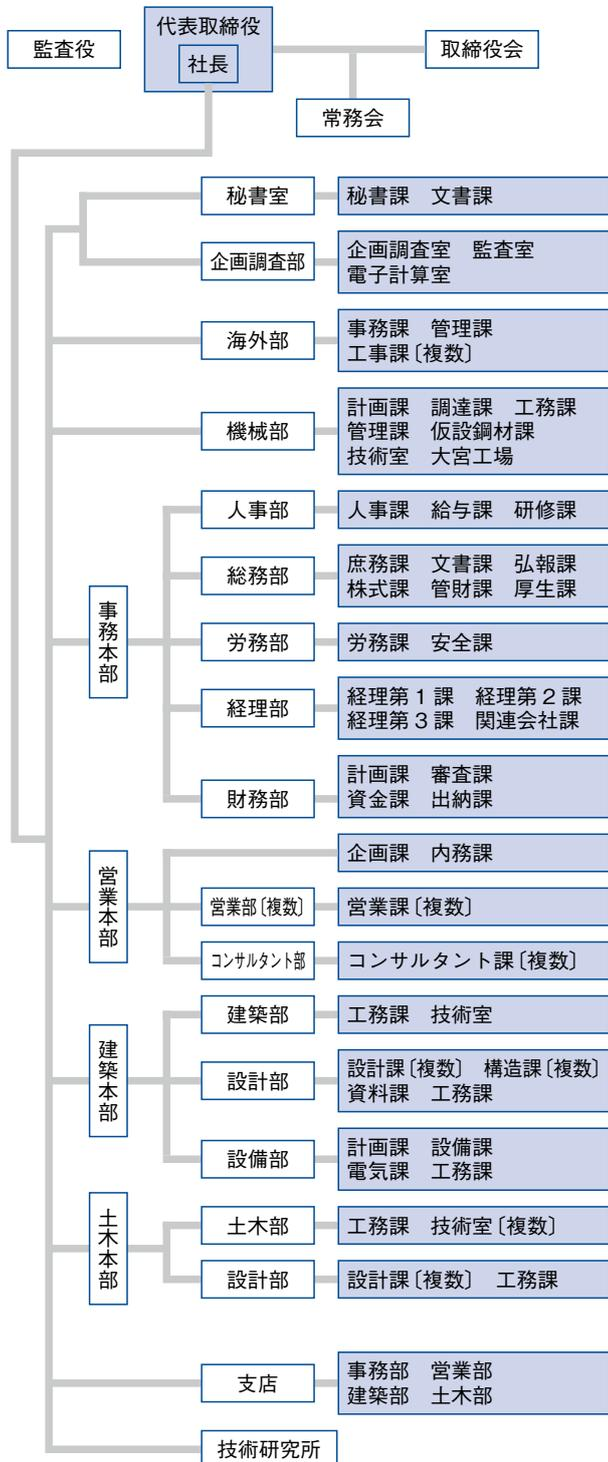 監査役
代表取締役
社長
取締役会
常務会
秘書室
秘書課　文書課
企画調査部
企画調査室　監査室
電子計算室
海外部
事務課　管理課
工事課〔複数〕
機械部
計画課　調達課　工務課
管理課　仮設鋼材課
技術室　大宮工場
事務本部
人事部
人事課　給与課　研修課
総務部
庶務課　文書課　弘報課
株式課　管財課　厚生課
労務部
労務課　安全課
経理部
経理第１課　経理第２課
経理第３課　関連会社課
財務部
計画課　審査課
資金課　出納課
営業本部
企画課　内務課
営業部〔複数〕
営業課〔複数〕
コンサルタント部
コンサルタント課〔複数〕
建築本部
建築部
工務課　技術室
設計部
設計課〔複数〕　構造課〔複数〕
資料課　工務課
設備部
計画課　設備課
電気課　工務課
土木本部
土木部
工務課　技術室〔複数〕
設計部
設計課〔複数〕　工務課
支店
事務部　営業部
建築部　土木部
技術研究所